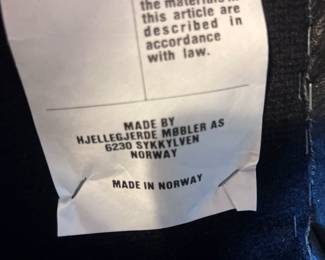 the materials in
this article are
described in
accordance
with law.
MADE BY
HJELLEGJERDE MØBLER AS
6230 SYKKYLVEN
NORWAY
MADE IN NORWAY